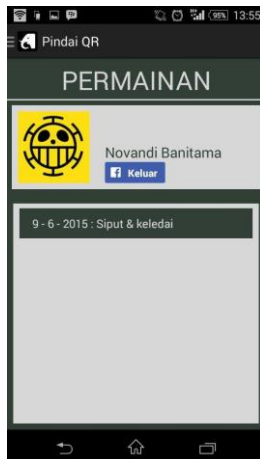 95% 13:55
Pindai QR
PERMAINAN
Novandi Banitama
f Keluar
9 - 6 - 2015 : Siput & keledai